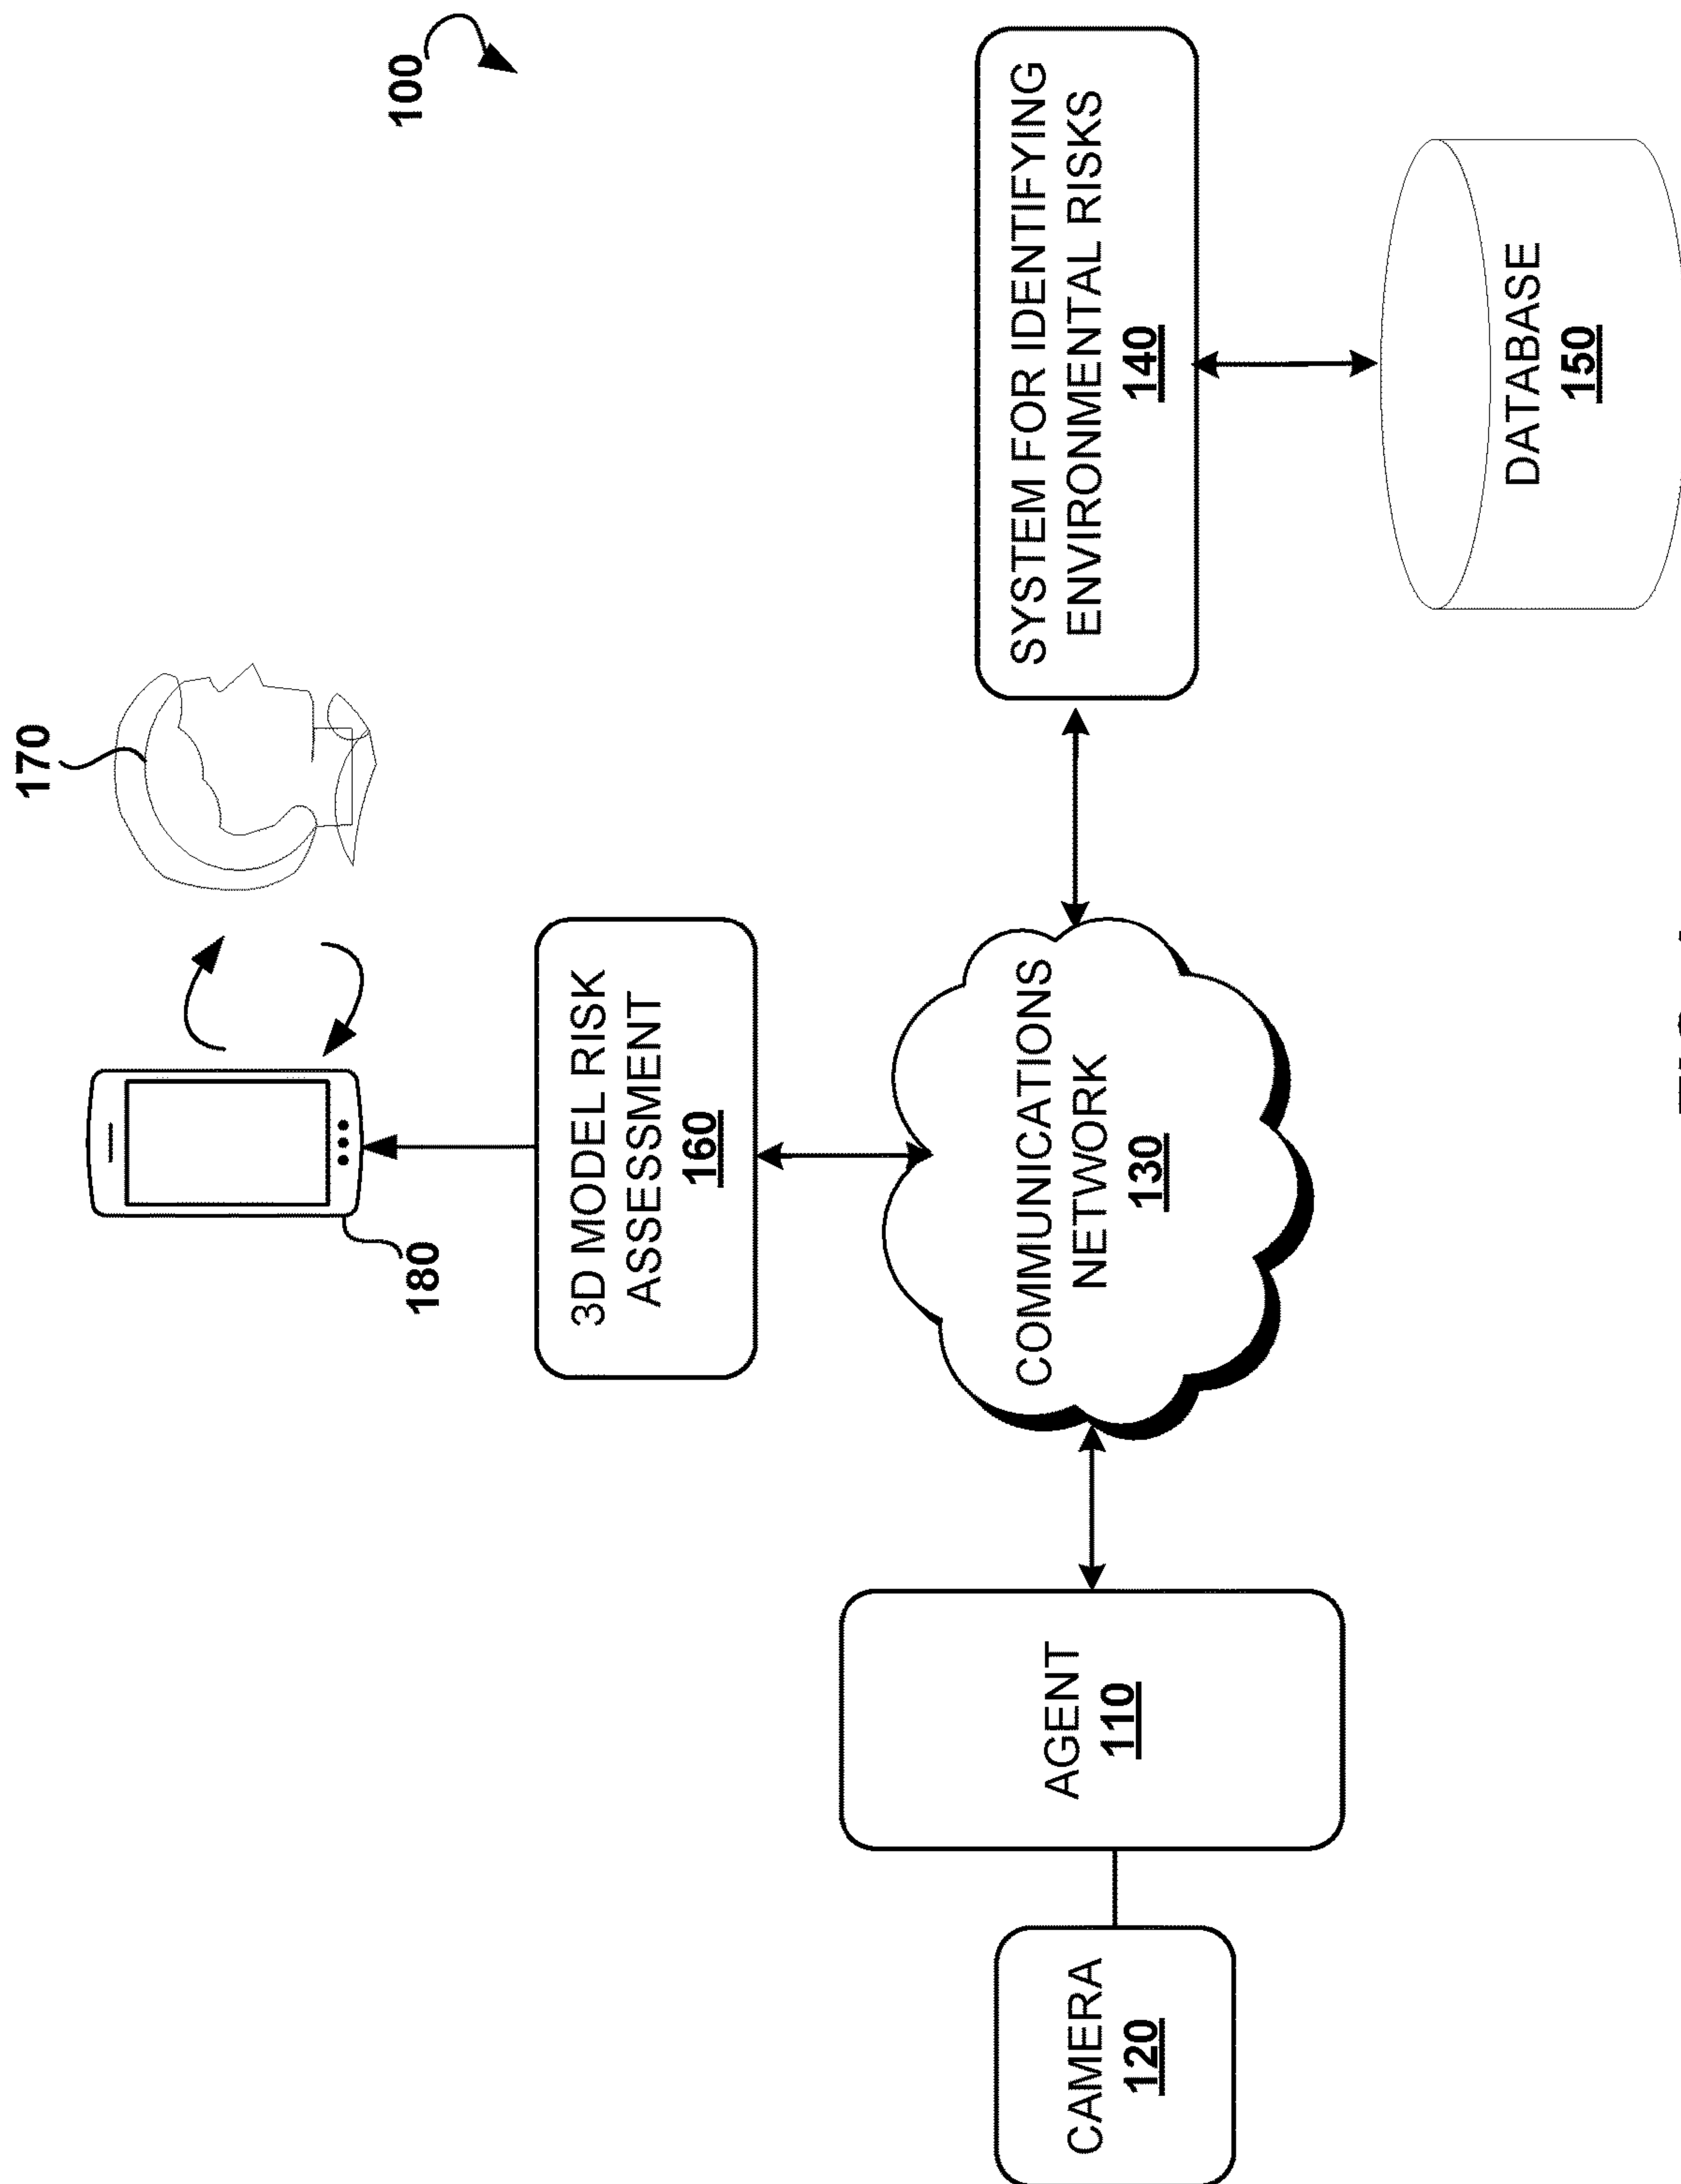 170
100
180
3D MODEL RISK
ASSESSMENT
160
CAMERA
120
AGENT
110
COMMUNICATIONS
NETWORK
130
SYSTEM FOR IDENTIFYING
ENVIRONMENTAL RISKS
140
DATABASE
150